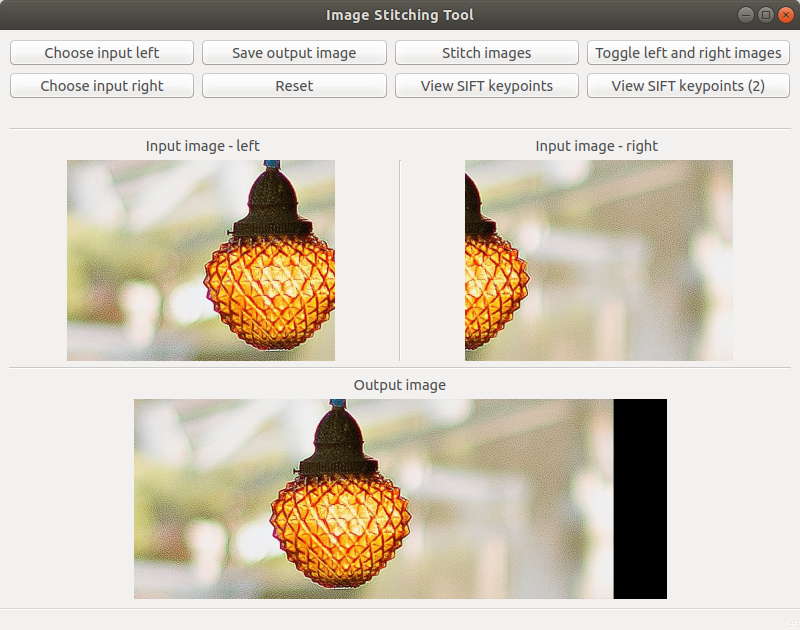 Image Stitching Tool
Choose input left
Save output image
Stitch images
Toggle left and right images
Choose input right
Reset
View SIFT keypoints
View SIFT keypoints (2)
Input image - left
Input image - right
Output image